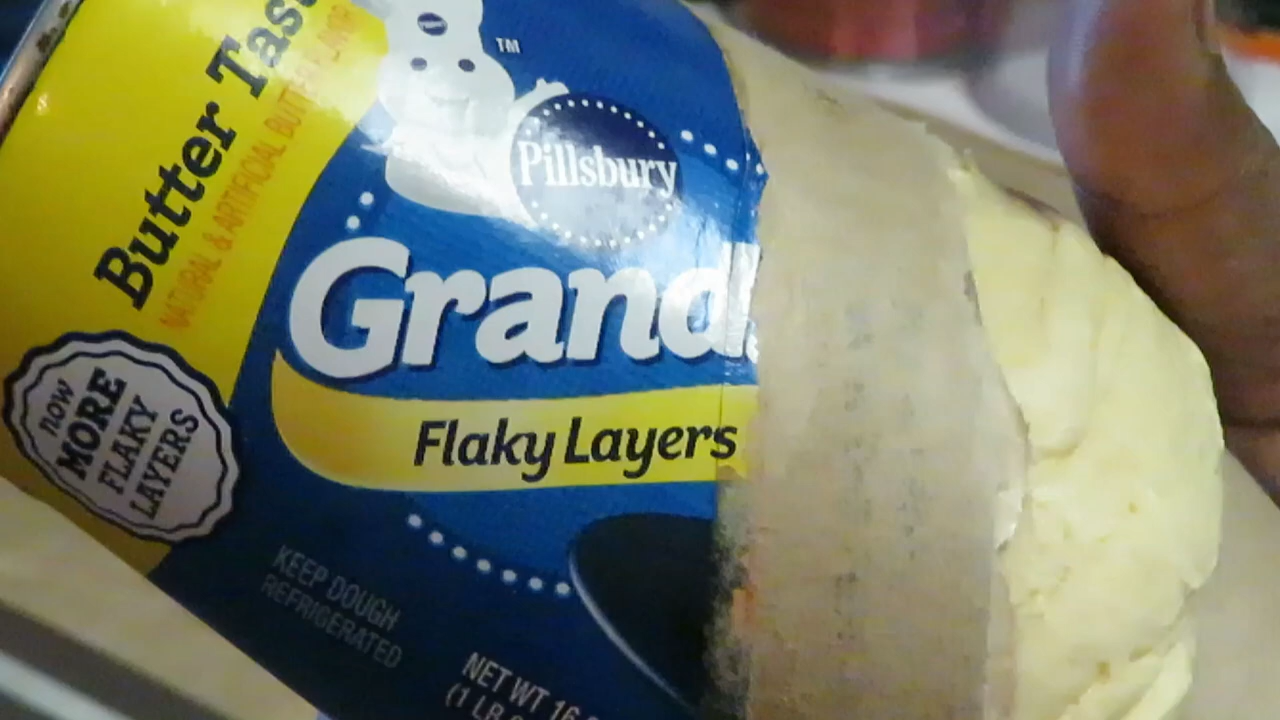 Butter Tas
NATURAL & ARTIFICIAL BUTTER FLAVOR
TM
Pillsbury
Grand
Flaky Layers
now
MORE
FLAKY
LAYERS
KEEP DOUGH
REFRIGERATED
NET WT 16
(1 LB